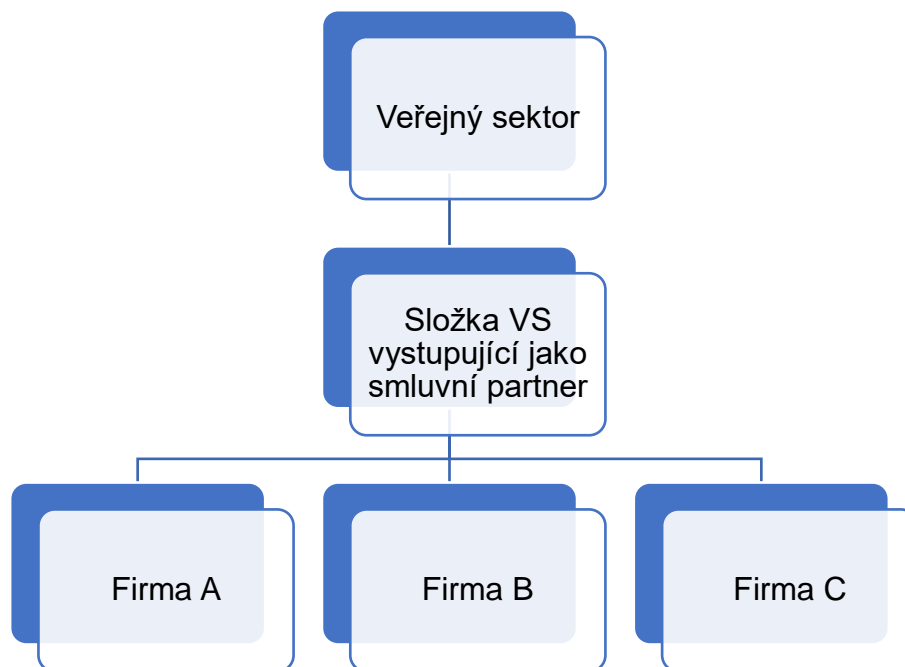 Veřejný sektor
Složka VS
vystupující jako
smluvní partner
Firma A
Firma B
Firma C